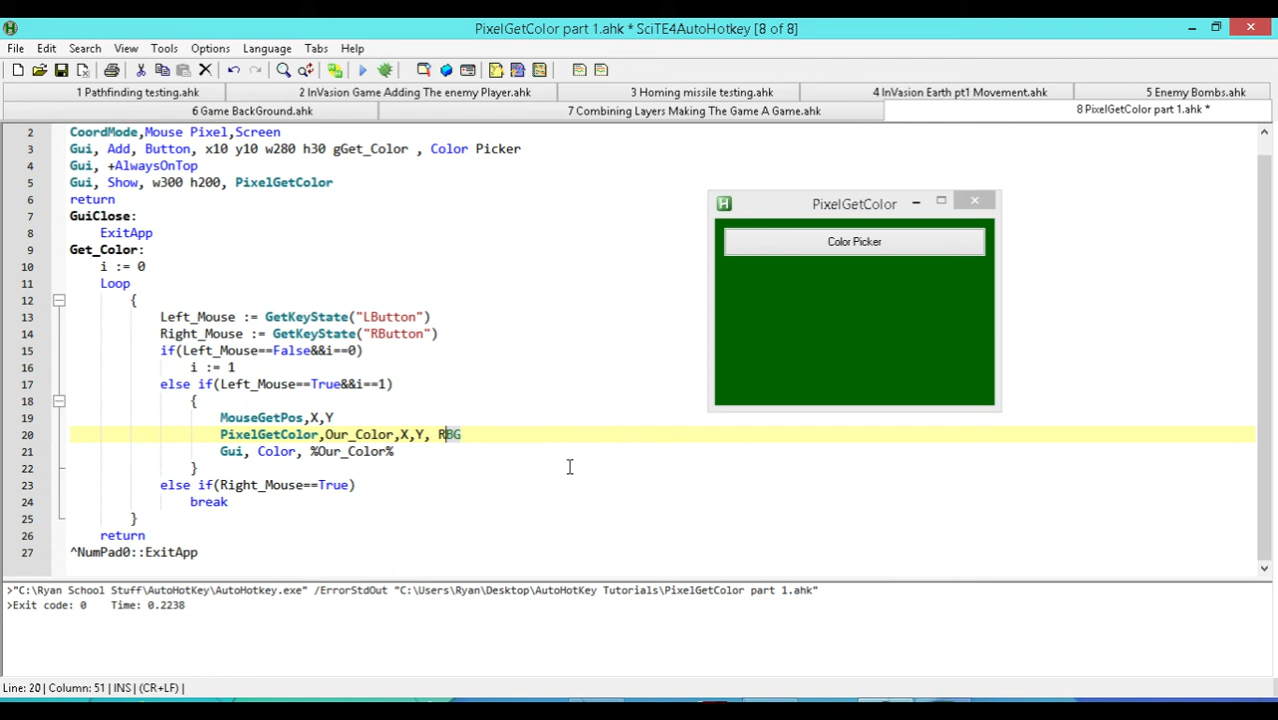 PixelGetColor part 1.ahk * SciTE4AutoHotkey [8 of 8]
File Edit Search View Tools Options Language Tabs Help
1 Pathfinding testing.ahk 2 InVasion Game Adding The enemy Player.ahk 3 Homing missile testing.ahk 4 InVasion Earth pt1 Movement.ahk 5 Enemy Bombs.ahk
6 Game BackGround.ahk 7 Combining Layers Making The Game A Game.ahk 8 PixelGetColor part 1.ahk *
2 CoordMode,Mouse Pixel,Screen
3 Gui, Add, Button, x10 y10 w280 h30 gGet_Color , Color Picker
4 Gui, +AlwaysOnTop
5 Gui, Show, w300 h200, PixelGetColor
6 return
7 GuiClose:
8 ExitApp
9 Get_Color:
10 i := 0
11 Loop
12 {
13 Left_Mouse := GetKeyState("LButton")
14 Right_Mouse := GetKeyState("RButton")
15 if(Left_Mouse==False&&i==0)
16 i := 1
17 else if(Left_Mouse==True&&i==1)
18 {
19 MouseGetPos,X,Y
20 PixelGetColor,Our_Color,X,Y, RBG
21 Gui, Color, %Our_Color%
22 }
23 else if(Right_Mouse==True)
24 break
25 }
26 return
27 ^NumPad0::ExitApp
PixelGetColor
Color Picker
>"C:\Ryan School Stuff\AutoHotKey\AutoHotkey.exe" /ErrorStdOut "C:\Users\Ryan\Desktop\AutoHotKey Tutorials\PixelGetColor part 1.ahk"
>Exit code: 0 Time: 0.2238
Line: 20 | Column: 51 | INS | (CR+LF) |